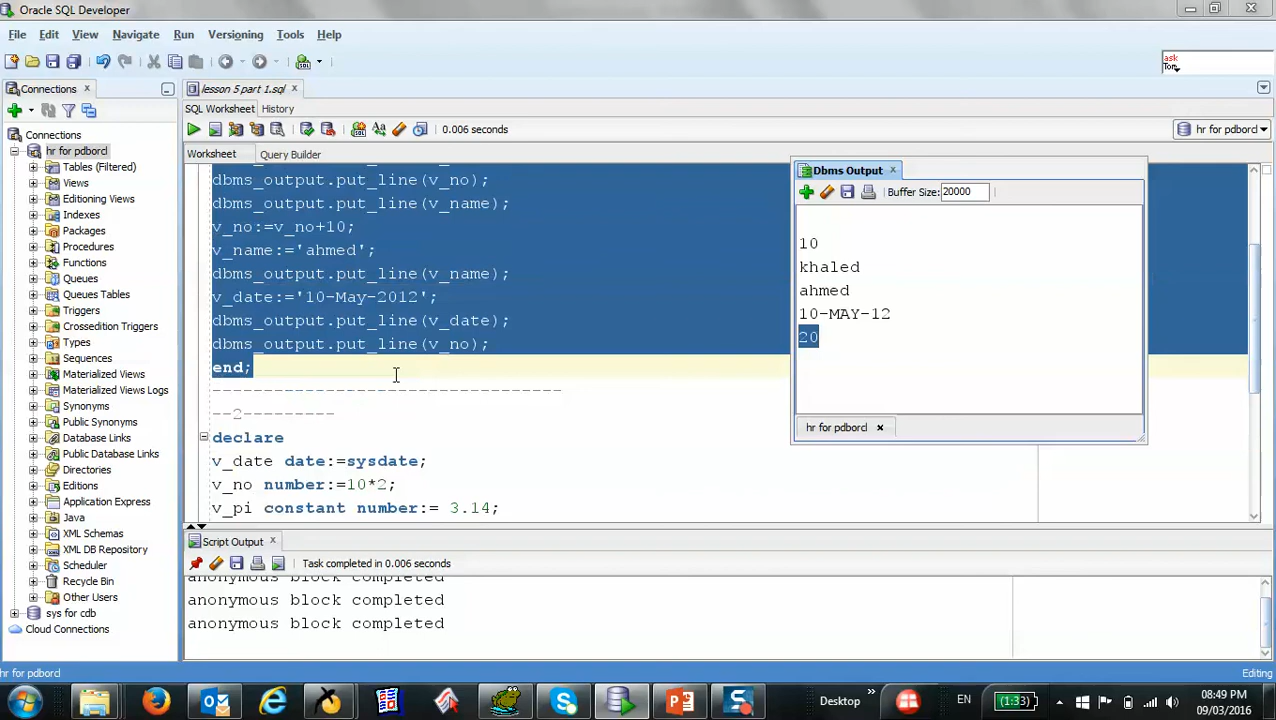 Oracle SQL Developer
File Edit View Navigate Run Versioning Tools Help
ask
Tom
Connections
lesson 5 part 1.sql
SQL Worksheet History
0.006 seconds
hr for pdbord
Worksheet Query Builder
Connections
hr for pdbord
Tables (Filtered)
Views
Editioning Views
Indexes
Packages
Procedures
Functions
Queues
Queues Tables
Triggers
Crossedition Triggers
Types
Sequences
Materialized Views
Materialized Views Logs
Synonyms
Public Synonyms
Database Links
Public Database Links
Directories
Editions
Application Express
Java
XML Schemas
XML DB Repository
Scheduler
Recycle Bin
Other Users
sys for cdb
Cloud Connections
dbms_output.put_line(v_no);
dbms_output.put_line(v_name);
v_no:=v_no+10;
v_name:='ahmed';
dbms_output.put_line(v_name);
v_date:='10-May-2012';
dbms_output.put_line(v_date);
dbms_output.put_line(v_no);
end;
----------------------------------
--2---------
declare
v_date date:=sysdate;
v_no number:=10*2;
v_pi constant number:= 3.14;
Dbms Output
Buffer Size: 20000
10
khaled
ahmed
10-MAY-12
20
hr for pdbord
Script Output
Task completed in 0.006 seconds
anonymous block completed
anonymous block completed
anonymous block completed
hr for pdbord
Editing
Desktop
EN
(1:33)
08:49 PM
09/03/2016